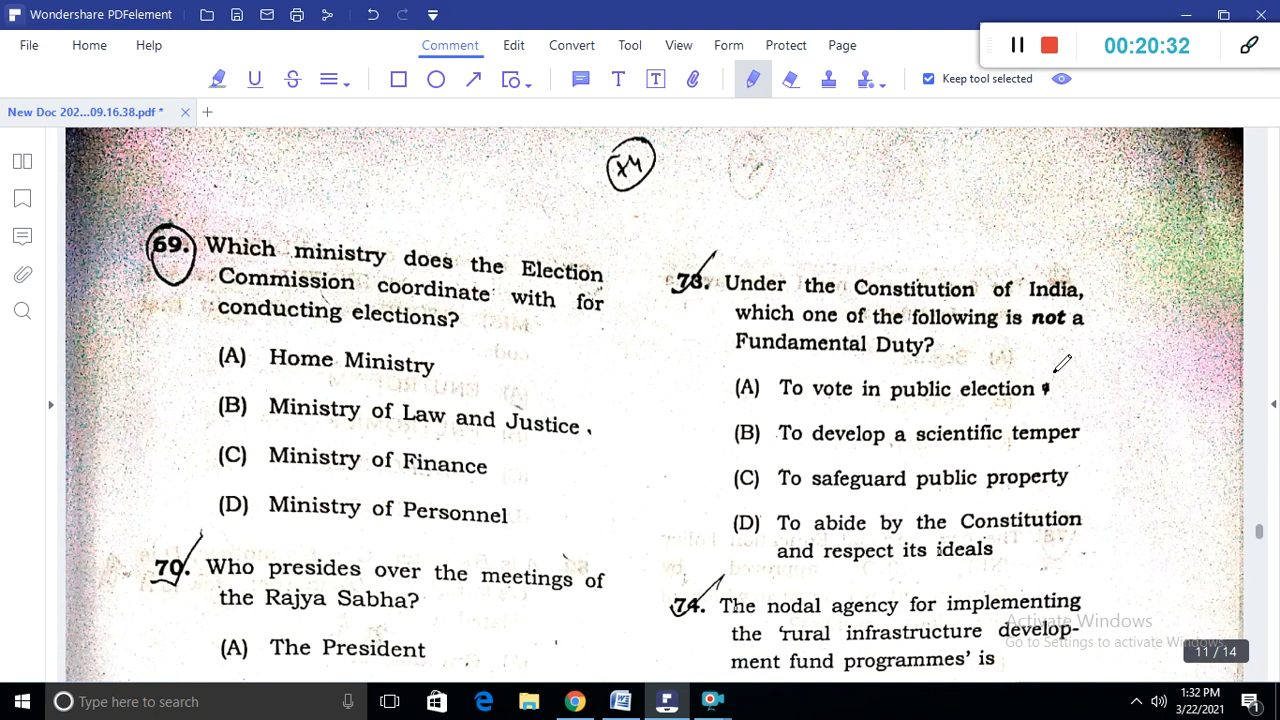 Wondershare PDFelement
File Home Help Comment Edit Convert Tool View Form Protect Page
00:20:32
Keep tool selected
New Doc 202...09.16.38.pdf *
x4
69. Which ministry does the Election
Commission coordinate with for
conducting elections?
(A) Home Ministry
(B) Ministry of Law and Justice
(C) Ministry of Finance
(D) Ministry of Personnel
70. Who presides over the meetings of
the Rajya Sabha?
(A) The President
73. Under the Constitution of India,
which one of the following is not a
Fundamental Duty?
(A) To vote in public election
(B) To develop a scientific temper
(C) To safeguard public property
(D) To abide by the Constitution
and respect its ideals
74. The nodal agency for implementing
the 'rural infrastructure develop-
ment fund programmes' is
Activate Windows
Go to Settings to activate Windows.
11 / 14
Type here to search
1:32 PM
3/22/2021